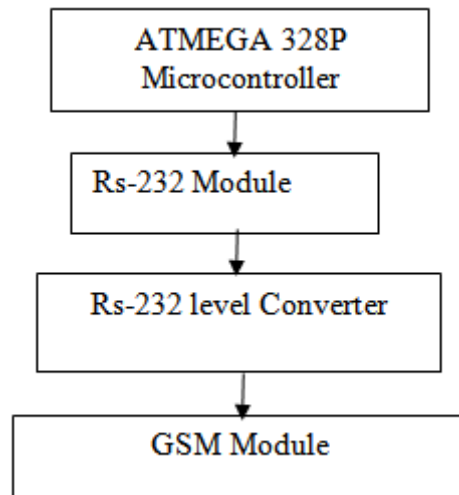 ATMEGA 328P
Microcontroller
Rs-232 Module
Rs-232 level Converter
GSM Module